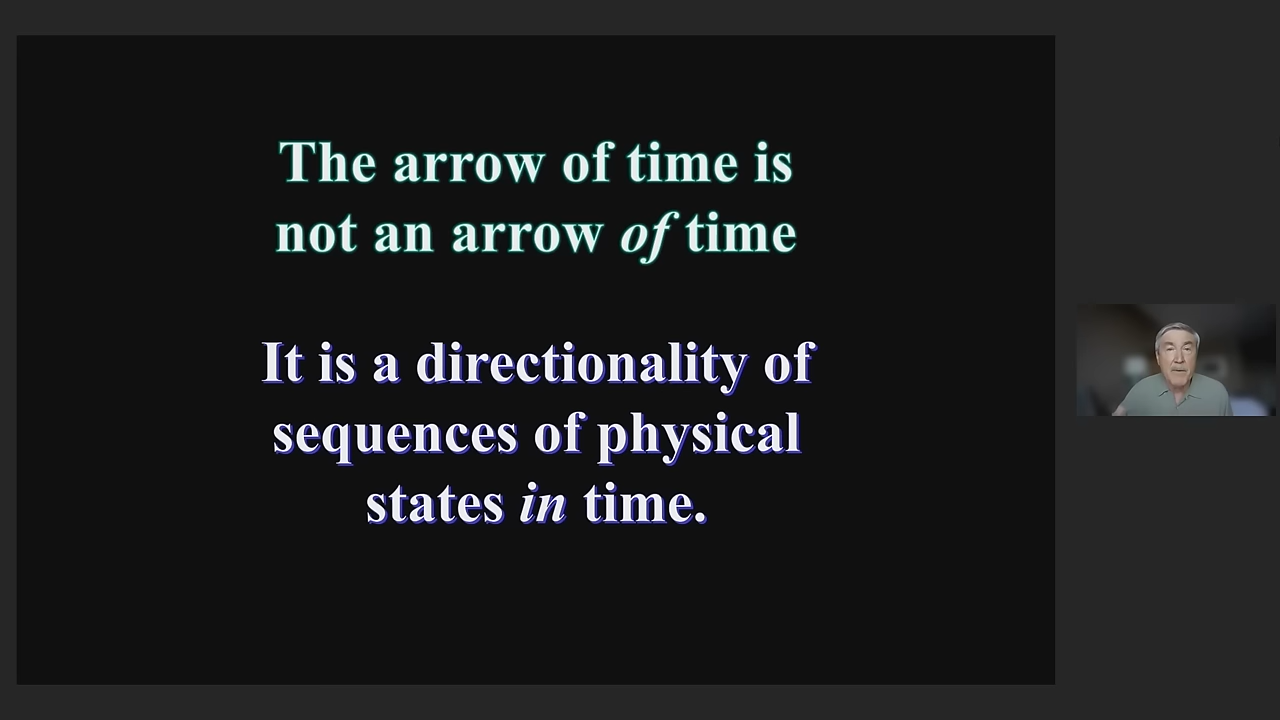 The arrow of time is
not an arrow of time
It is a directionality of
sequences of physical
states in time.